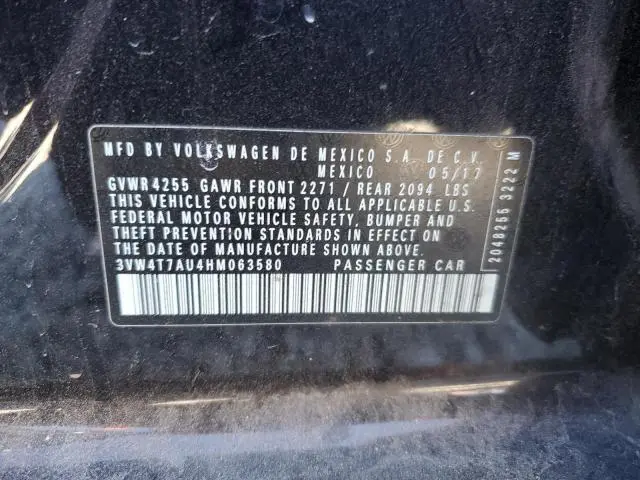 MFD BY VOLKSWAGEN DE MEXICO S.A. DE C.V.
MEXICO 05/17
GVWR 4255 GAWR FRONT 2271 / REAR 2094 LBS
THIS VEHICLE CONFORMS TO ALL APPLICABLE U.S.
FEDERAL MOTOR VEHICLE SAFETY, BUMPER AND
THEFT PREVENTION STANDARDS IN EFFECT ON
THE DATE OF MANUFACTURE SHOWN ABOVE.
3VW4T7AU4HM063580 PASSENGER CAR
2048256 3222 M